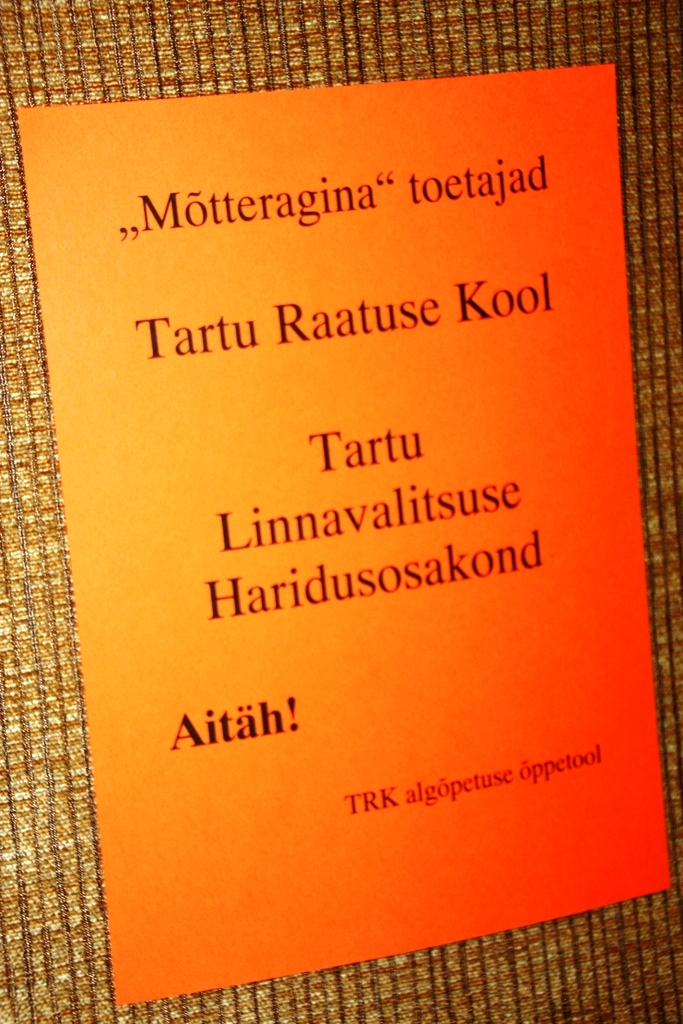 „Mõtteragina“ toetajad
Tartu Raatuse Kool
Tartu
Linnavalitsuse
Haridusosakond
Aitäh!
TRK algõpetuse õppetool